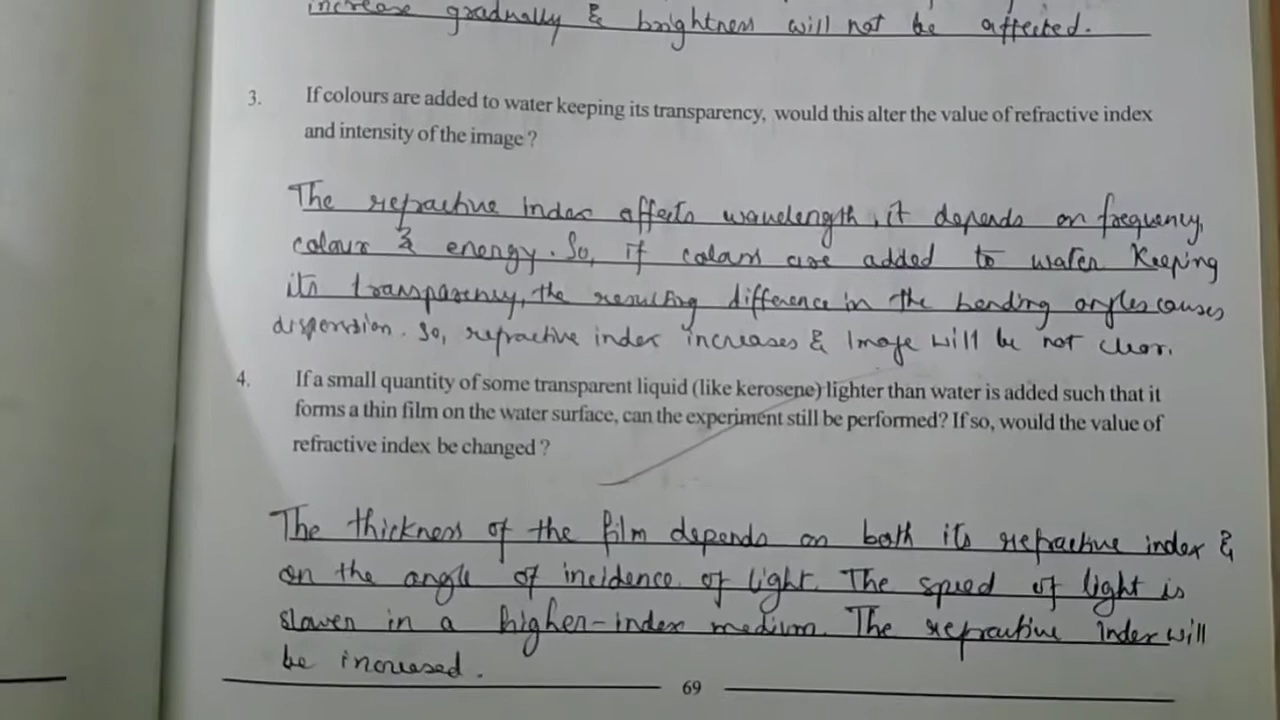 increase gradually & brightness will not be affected.
3. If colours are added to water keeping its transparency, would this alter the value of refractive index
and intensity of the image ?
The refractive index affects wavelength, it depends on frequency,
colour & energy. So, if colars are added to water Keeping
its transparency, the resulting difference in the bending angles causes
dispersion. So, refractive index increases & Image will be not clear.
4. If a small quantity of some transparent liquid (like kerosene) lighter than water is added such that it
forms a thin film on the water surface, can the experiment still be performed? If so, would the value of
refractive index be changed ?
The thickness of the film depends on both its refractive index &
on the angle of incidence of light. The speed of light is
slower in a higher-index medium. The refractive Index will
be increased.
69